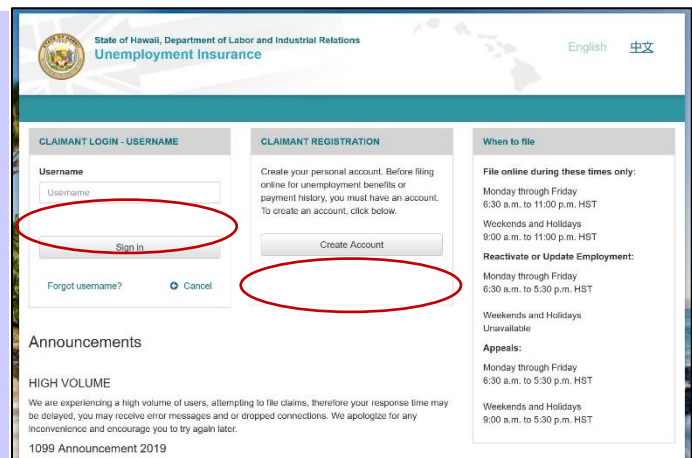 State of Hawaii, Department of Labor and Industrial Relations
Unemployment Insurance
English 中文
CLAIMANT LOGIN - USERNAME
Username
Username
Sign in
Forgot username?
Cancel
CLAIMANT REGISTRATION
Create your personal account. Before filing
online for unemployment benefits or
payment history, you must have an account.
To create an account, click below.
Create Account
When to file
File online during these times only:
Monday through Friday
6:30 a.m. to 11:00 p.m. HST
Weekends and Holidays
9:00 a.m. to 11:00 p.m. HST
Reactivate or Update Employment:
Monday through Friday
6:30 a.m. to 5:30 p.m. HST
Weekends and Holidays
Unavailable
Appeals:
Monday through Friday
6:30 a.m. to 5:30 p.m. HST
Weekends and Holidays
9:00 a.m. to 5:30 p.m. HST
Announcements
HIGH VOLUME
We are experiencing a high volume of users, attempting to file claims, therefore your response time may
be delayed, you may receive error messages and or dropped connections. We apologize for any
inconvenience and encourage you to try again later.
1099 Announcement 2019